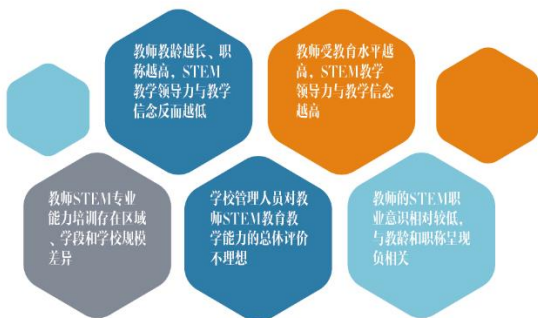 教师教龄越长、职
称越高，STEM
教学领导力与教学
信念反而越低
教师受教育水平越
高，STEM教学
领导力与教学信念
越高
教师STEM专业
能力培训存在区域
、学段和学校规模
差异
学校管理人员对教
师STEM教育教
学能力的总体评价
不理想
教师的STEM职
业意识相对较低，
与教龄和职称呈现
负相关